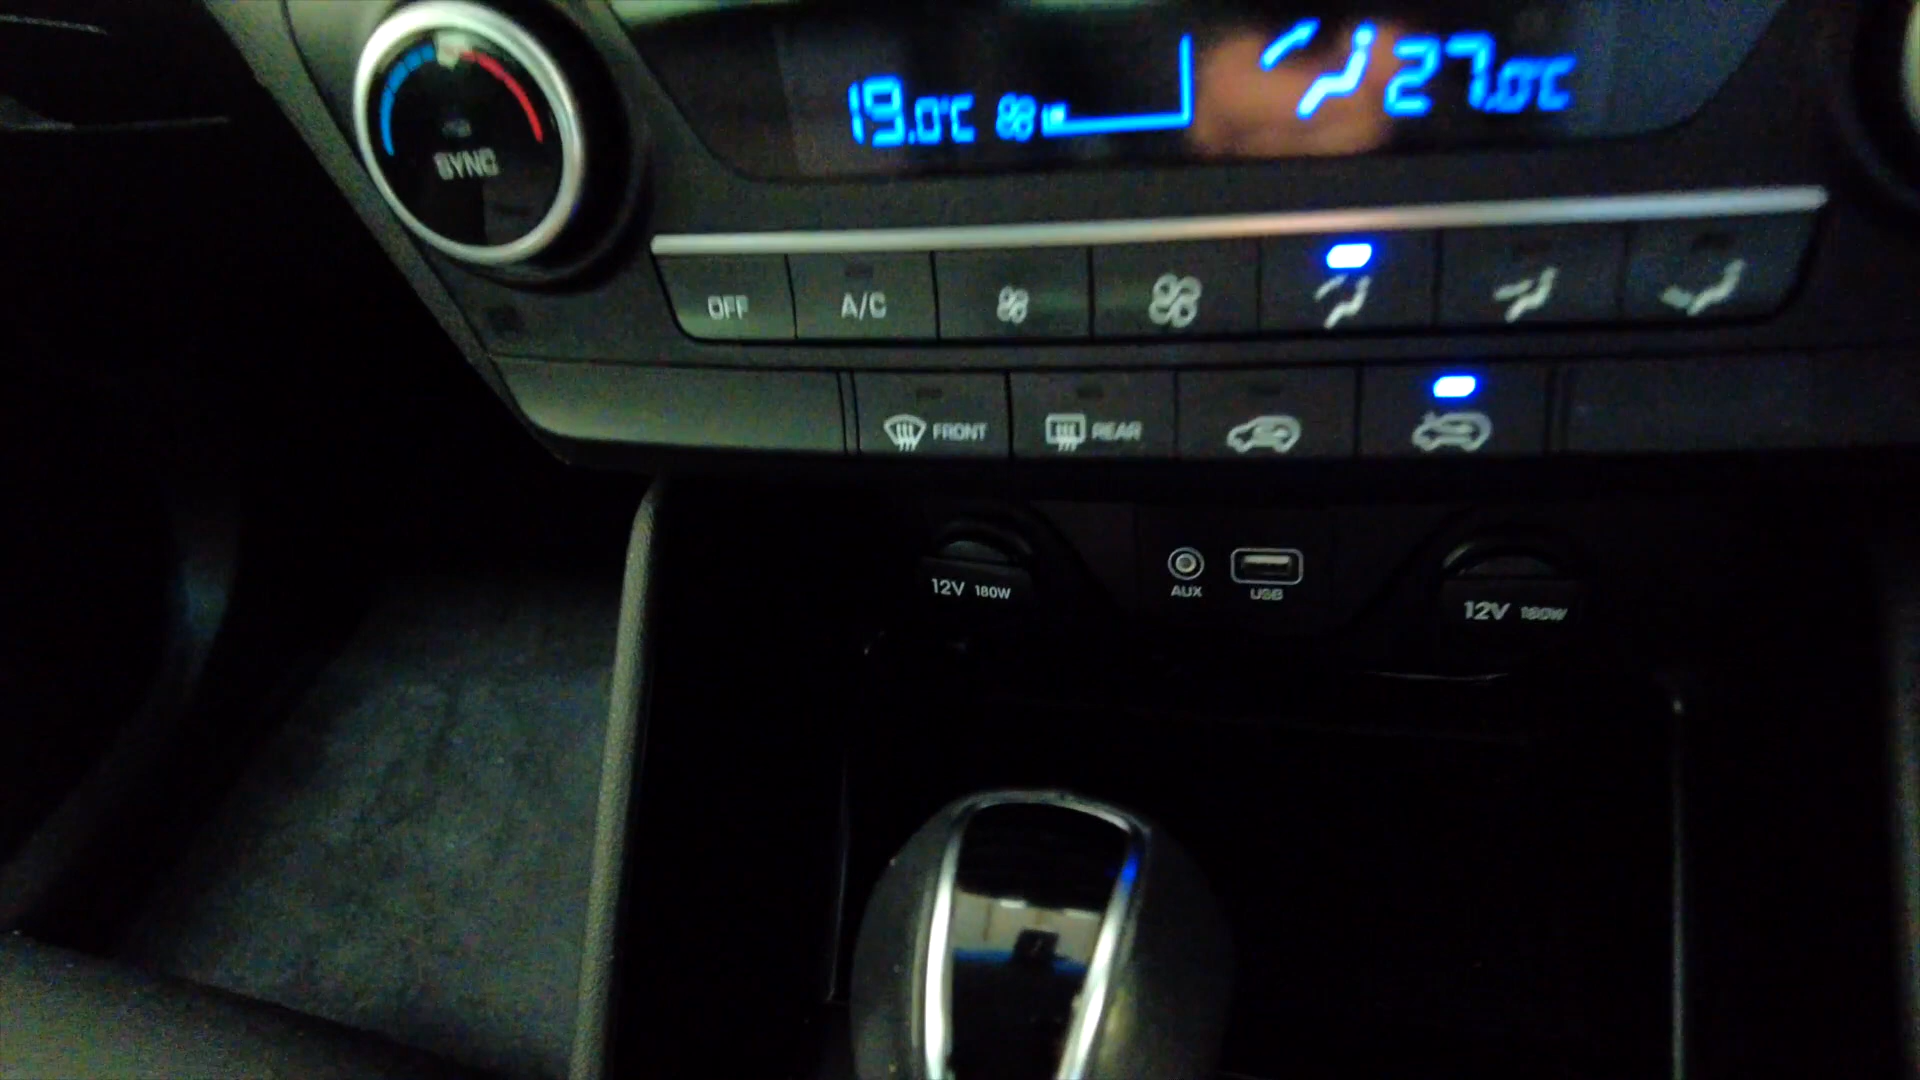 19.0°C 27.0°C
SYNC
OFF A/C
FRONT REAR
12V 180W AUX USB 12V 180W